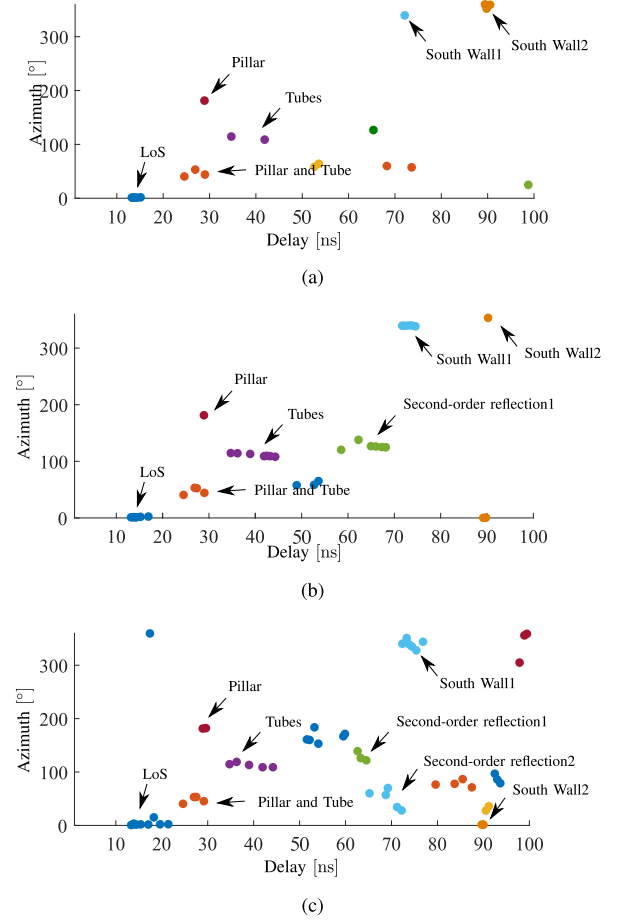 360
South Wall2
South Wall1
300
Pillar
Azimuth [°]
200
Tubes
100
LoS
Pillar and Tube
0
10 20 30 40 50 60 70 80 90 100
Delay [ns]
(a)
300
South Wall2
South Wall1
Pillar
Azimuth [°]
200
Second-order reflection1
Tubes
100
LoS
Pillar and Tube
0
10 20 30 40 50 60 70 80 90 100
Delay [ns]
(b)
300
South Wall1
Pillar
Azimuth [°]
200
Tubes
Second-order reflection1
100
LoS
Second-order reflection2
Pillar and Tube
South Wall2
0
10 20 30 40 50 60 70 80 90 100
Delay [ns]
(c)